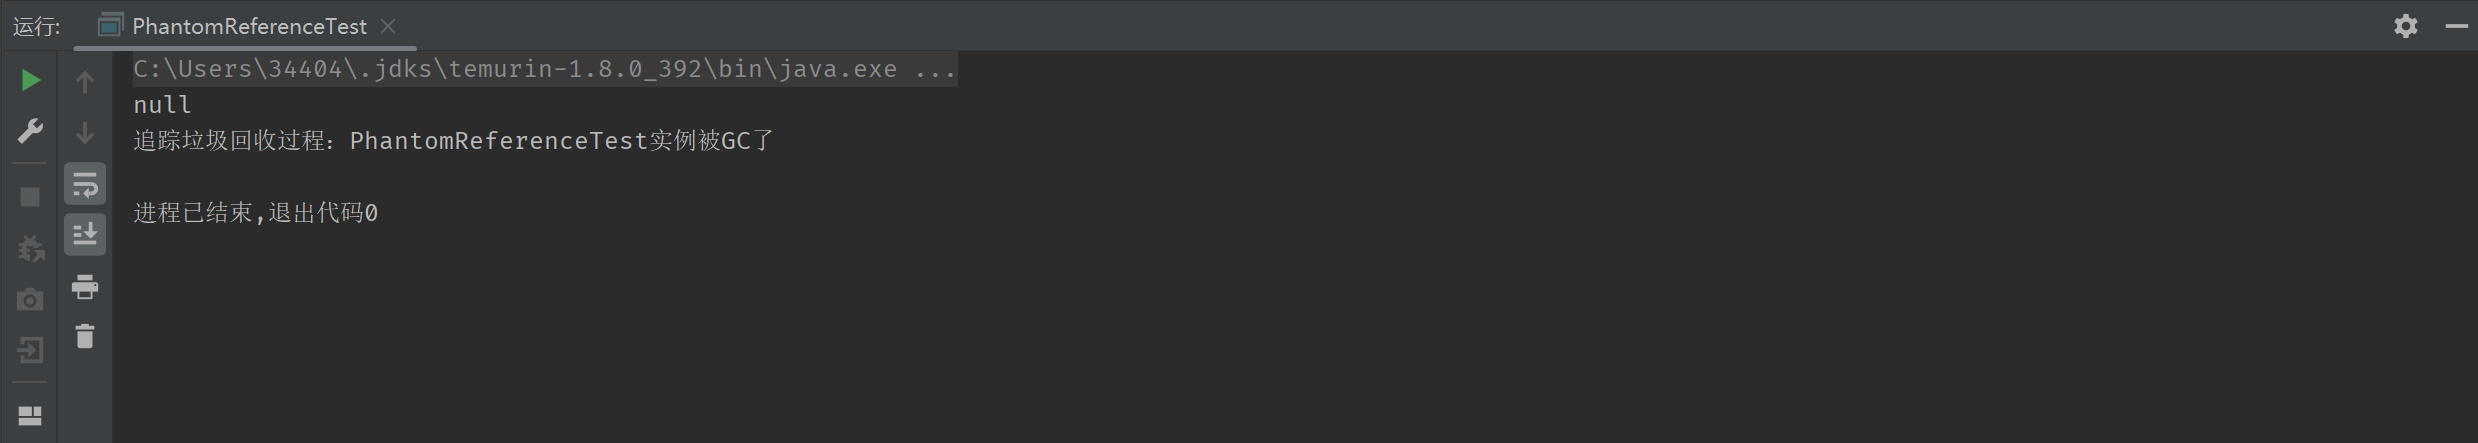 运行: PhantomReferenceTest
C:\Users\34404\.jdks\temurin-1.8.0_392\bin\java.exe ...
null
追踪垃圾回收过程：PhantomReferenceTest实例被GC了
进程已结束,退出代码0